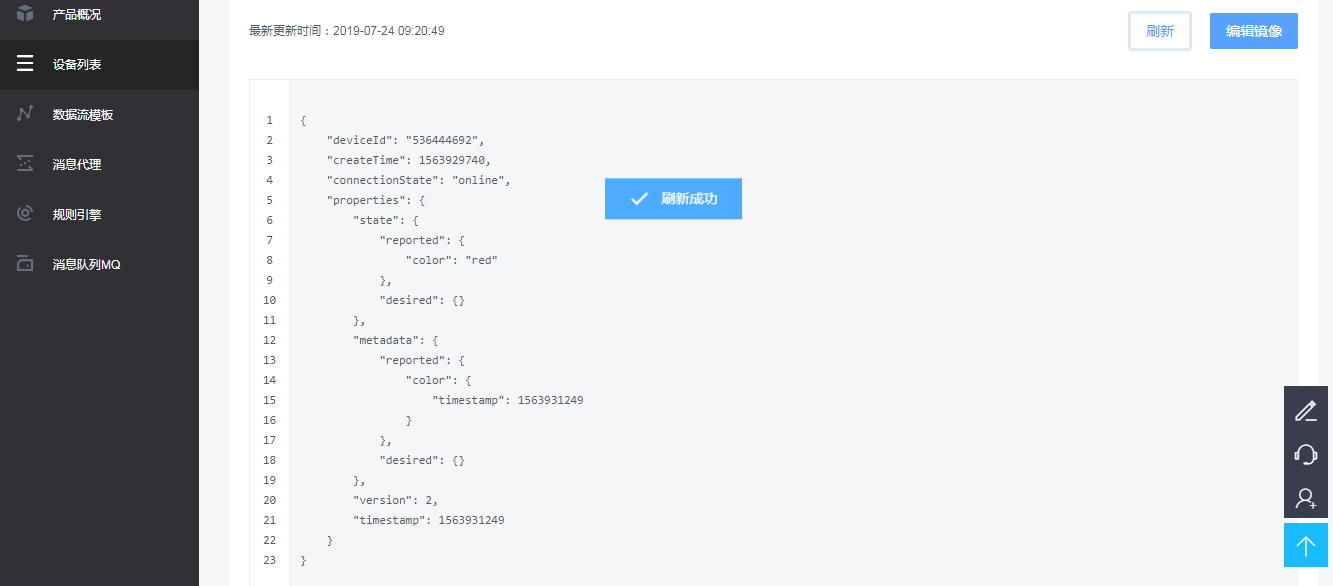 产品概况
设备列表
数据流模板
消息代理
规则引擎
消息队列MQ
最新更新时间：2019-07-24 09:20:49
刷新
编辑镜像
刷新成功
1 {
2     "deviceId": "536444692",
3     "createTime": 1563929740,
4     "connectionState": "online",
5     "properties": {
6         "state": {
7             "reported": {
8                 "color": "red"
9             },
10             "desired": {}
11         },
12         "metadata": {
13             "reported": {
14                 "color": {
15                     "timestamp": 1563931249
16                 }
17             },
18             "desired": {}
19         },
20         "version": 2,
21         "timestamp": 1563931249
22     }
23 }